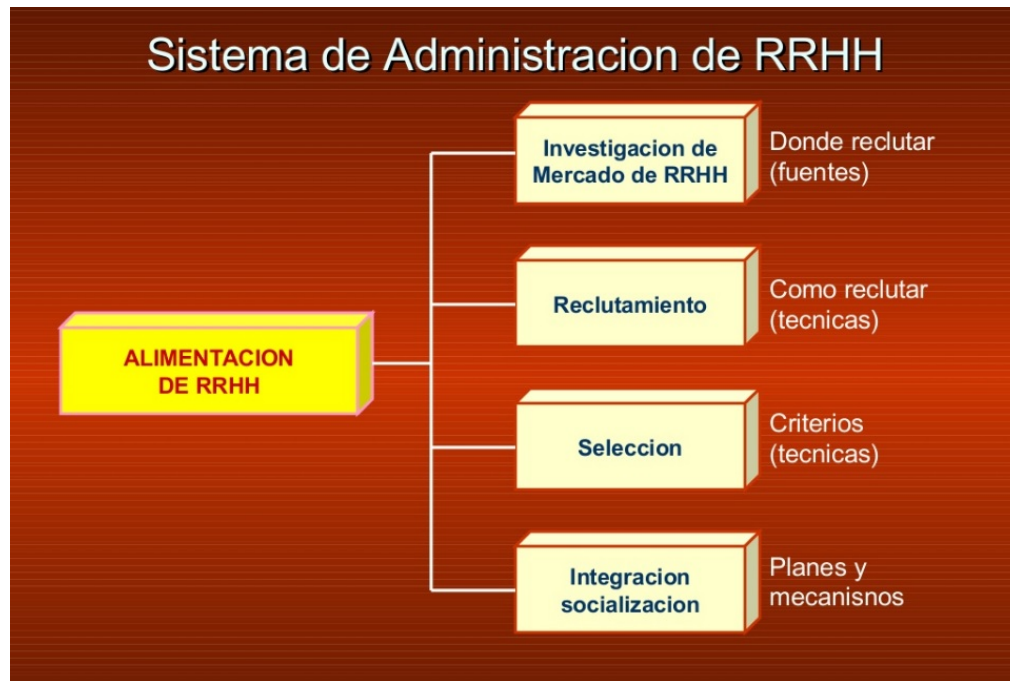 Sistema de Administracion de RRHH
Investigacion de
Mercado de RRHH
Donde reclutar
(fuentes)
Reclutamiento
Como reclutar
(tecnicas)
ALIMENTACION
DE RRHH
Seleccion
Criterios
(tecnicas)
Integracion
socializacion
Planes y
mecanisnos